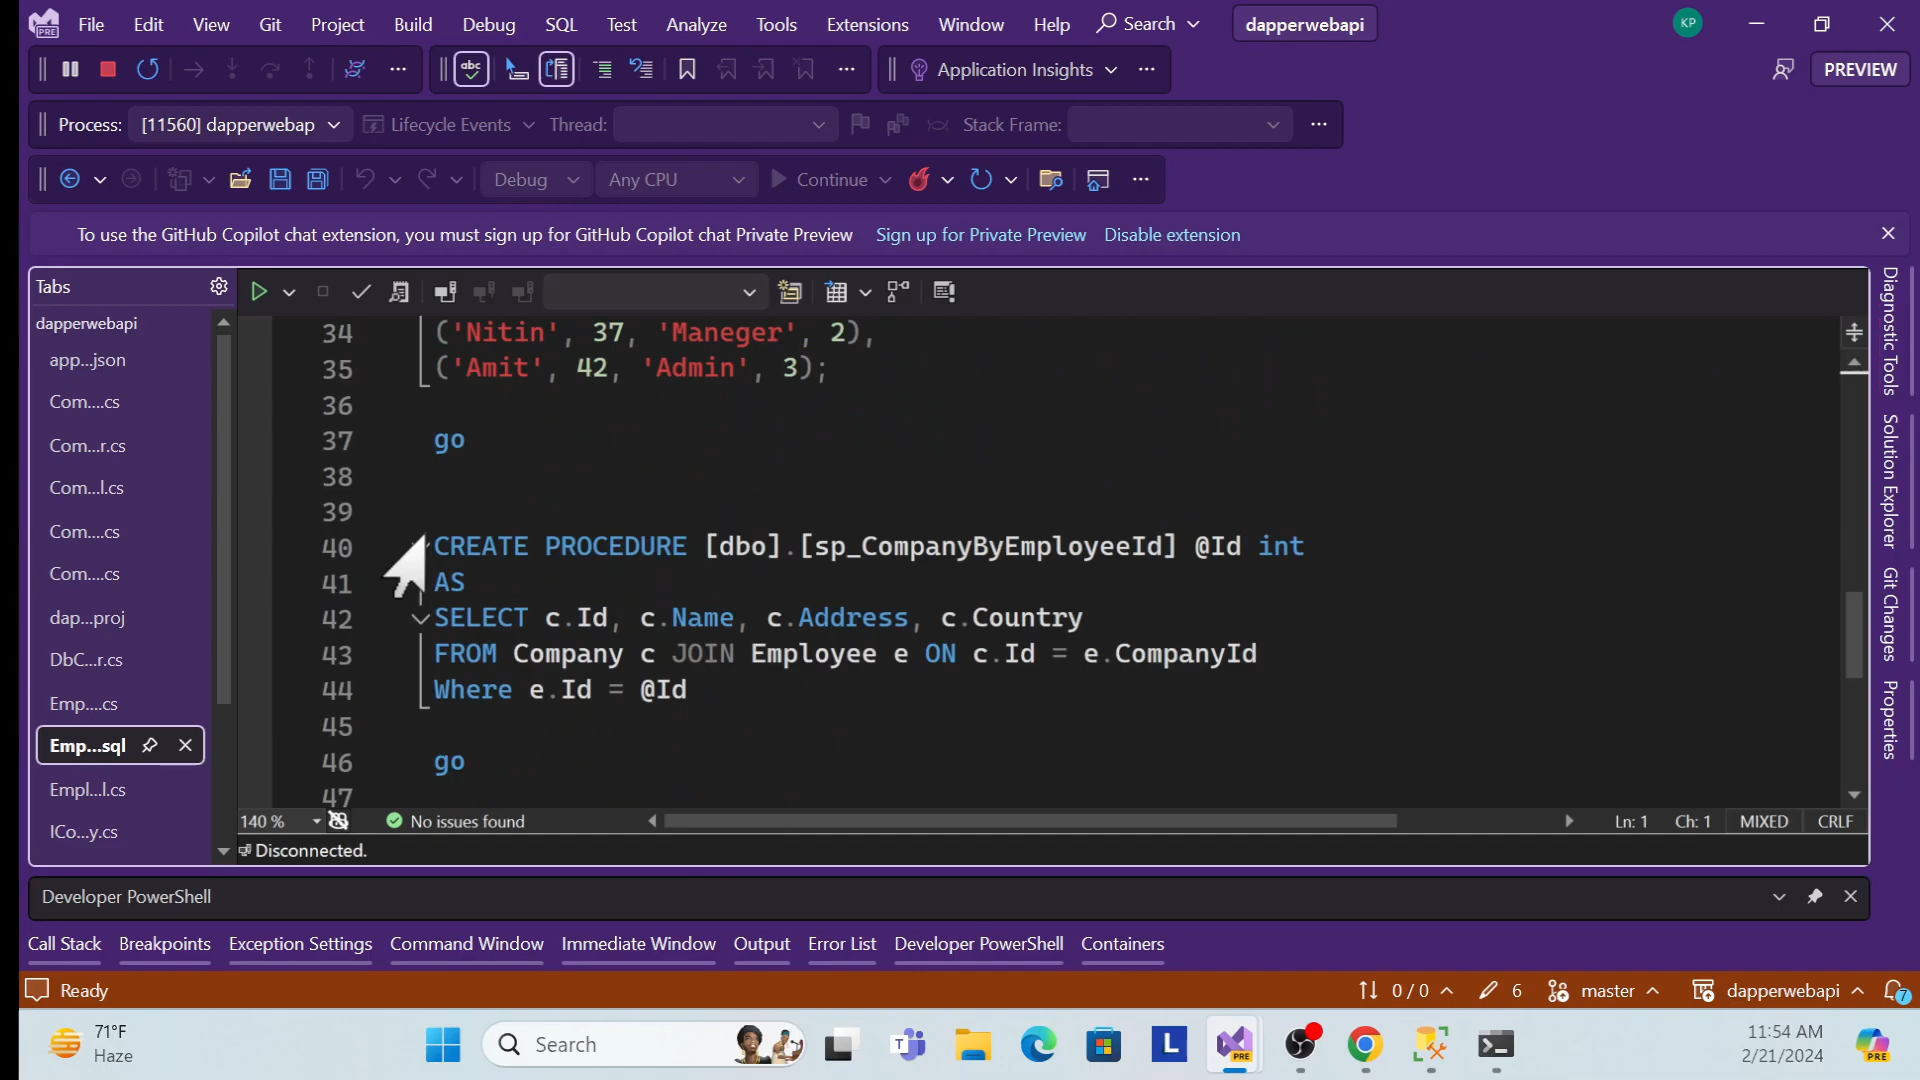 File Edit View Git Project Build Debug SQL Test Analyze Tools Extensions Window Help Search dapperwebapi KP
PRE
abc Application Insights PREVIEW
Process: [11560] dapperwebap Lifecycle Events Thread: Stack Frame:
Debug Any CPU Continue
To use the GitHub Copilot chat extension, you must sign up for GitHub Copilot chat Private Preview Sign up for Private Preview Disable extension
Tabs
dapperwebapi
app...json
Com....cs
Com...r.cs
Com...l.cs
Com....cs
Com....cs
dap...proj
DbC...r.cs
Emp....cs
Emp...sql
Empl...l.cs
ICo...y.cs
34 ('Nitin', 37, 'Maneger', 2),
35 ('Amit', 42, 'Admin', 3);
36
37 go
38
39
40 CREATE PROCEDURE [dbo].[sp_CompanyByEmployeeId] @Id int
41 AS
42 SELECT c.Id, c.Name, c.Address, c.Country
43 FROM Company c JOIN Employee e ON c.Id = e.CompanyId
44 Where e.Id = @Id
45
46 go
47
140 % No issues found Ln: 1 Ch: 1 MIXED CRLF
Disconnected.
Diagnostic Tools
Solution Explorer
Git Changes
Properties
Developer PowerShell
Call Stack Breakpoints Exception Settings Command Window Immediate Window Output Error List Developer PowerShell Containers
Ready 0 / 0 6 master dapperwebapi 7
71°F
Haze
Search
T
L
PRE
11:54 AM
2/21/2024
PRE